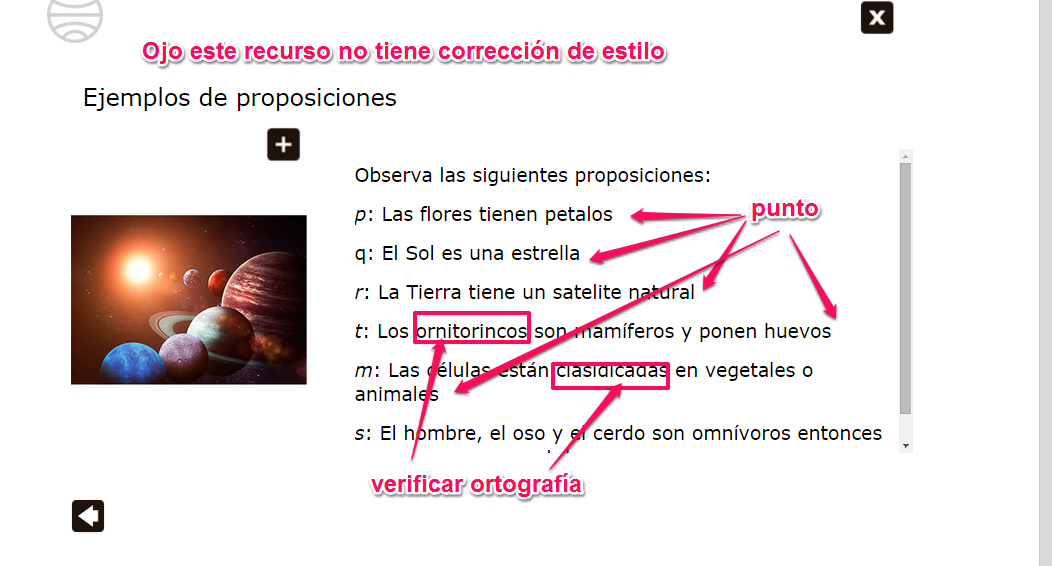 Ojo este recurso no tiene corrección de estilo
Ejemplos de proposiciones
Observa las siguientes proposiciones:
p: Las flores tienen petalos
punto
q: El Sol es una estrella
r: La Tierra tiene un satelite natural
t: Los ornitorincos son mamíferos y ponen huevos
m: Las células están clasidicadas en vegetales o
animales
s: El hombre, el oso y el cerdo son omnívoros entonces
verificar ortografía